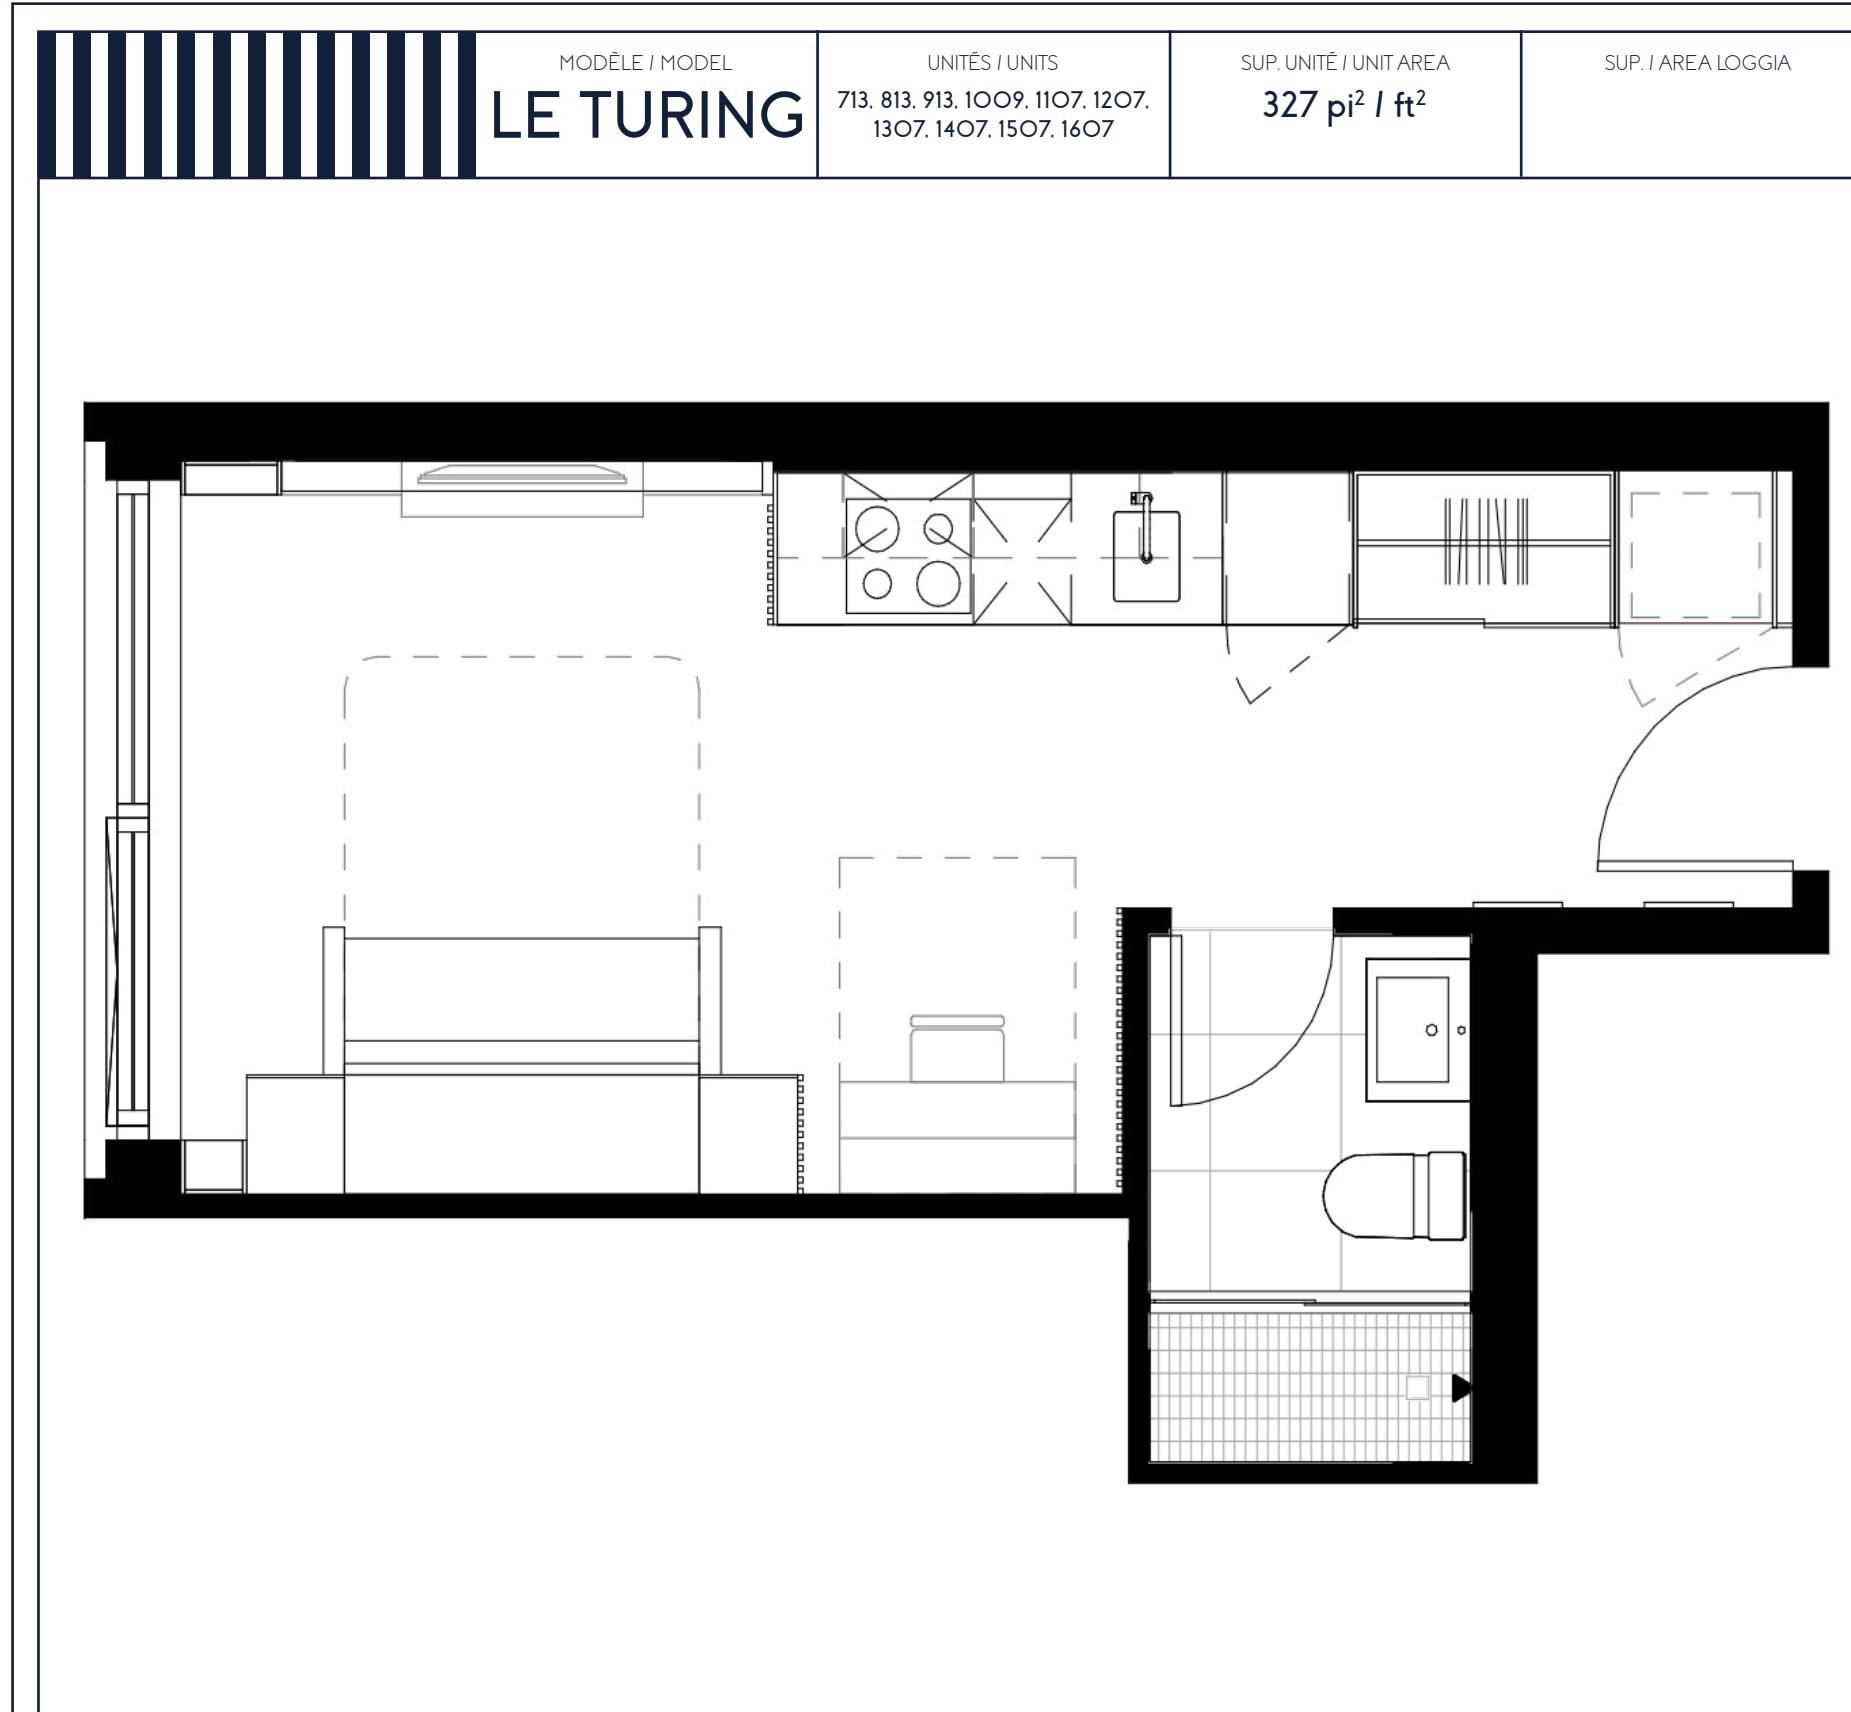 MODÈLE / MODEL
LE TURING
UNITÉS / UNITS
713, 813, 913, 1009, 1107, 1207,
1307, 1407, 1507, 1607
SUP. UNITÉ / UNIT AREA
327 pi² / ft²
SUP. / AREA LOGGIA